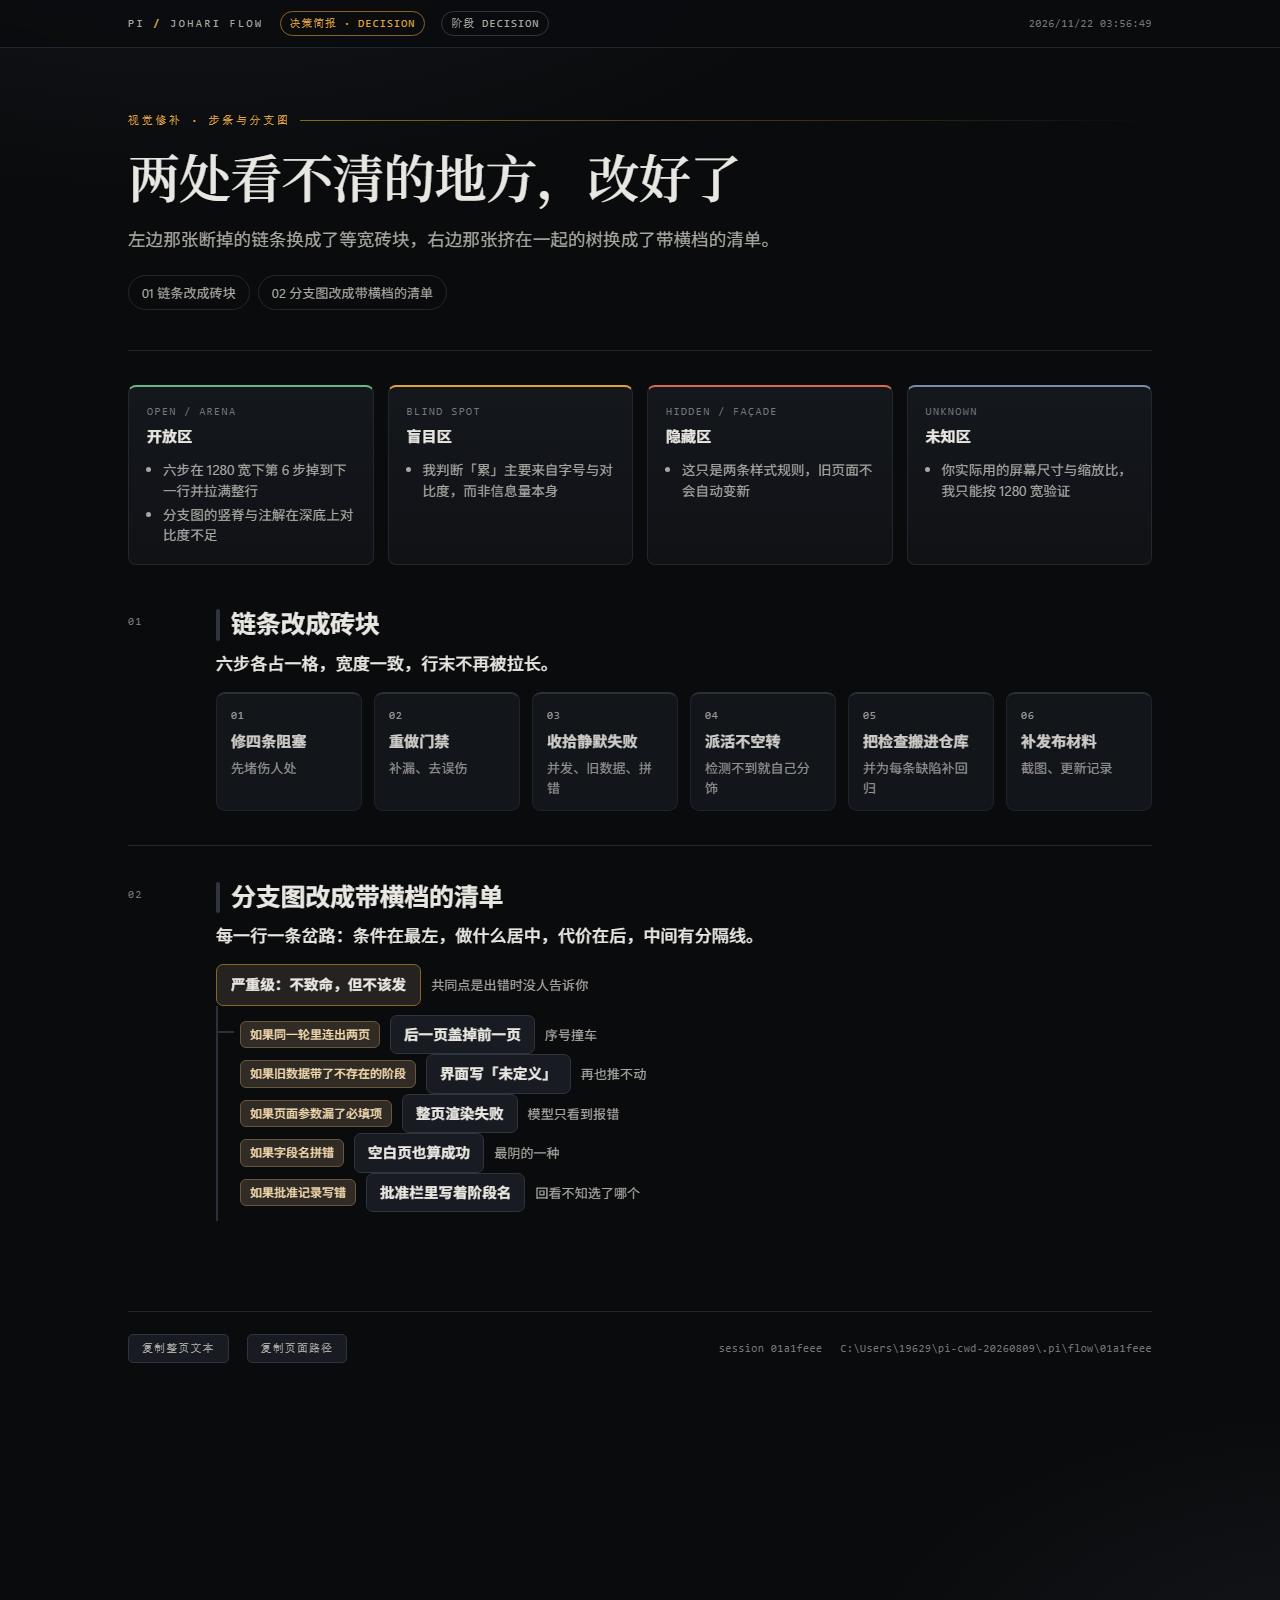 PI / JOHARI FLOW 决策简报 · DECISION 阶段 DECISION 2026/11/22 03:56:49
视觉修补 · 步条与分支图
两处看不清的地方，改好了
左边那张断掉的链条换成了等宽砖块，右边那张挤在一起的树换成了带横档的清单。
01 链条改成砖块 02 分支图改成带横档的清单
OPEN / ARENA
开放区
六步在 1280 宽下第 6 步掉到下
一行并拉满整行
分支图的竖脊与注解在深底上对
比度不足
BLIND SPOT
盲目区
我判断「累」主要来自字号与对
比度，而非信息量本身
HIDDEN / FAÇADE
隐藏区
这只是两条样式规则，旧页面不
会自动变新
UNKNOWN
未知区
你实际用的屏幕尺寸与缩放比，
我只能按 1280 宽验证
01
链条改成砖块
六步各占一格，宽度一致，行末不再被拉长。
01
修四条阻塞
先堵伤人处
02
重做门禁
补漏、去误伤
03
收拾静默失败
并发、旧数据、拼
错
04
派活不空转
检测不到就自己分
饰
05
把检查搬进仓库
并为每条缺陷补回
归
06
补发布材料
截图、更新记录
02
分支图改成带横档的清单
每一行一条岔路：条件在最左，做什么居中，代价在后，中间有分隔线。
严重级：不致命，但不该发 共同点是出错时没人告诉你
如果同一轮里连出两页 后一页盖掉前一页 序号撞车
如果旧数据带了不存在的阶段 界面写「未定义」 再也推不动
如果页面参数漏了必填项 整页渲染失败 模型只看到报错
如果字段名拼错 空白页也算成功 最阴的一种
如果批准记录写错 批准栏里写着阶段名 回看不知选了哪个
复制整页文本 复制页面路径 session 01a1feee C:\Users\19629\pi-cwd-20260809\.pi\flow\01a1feee